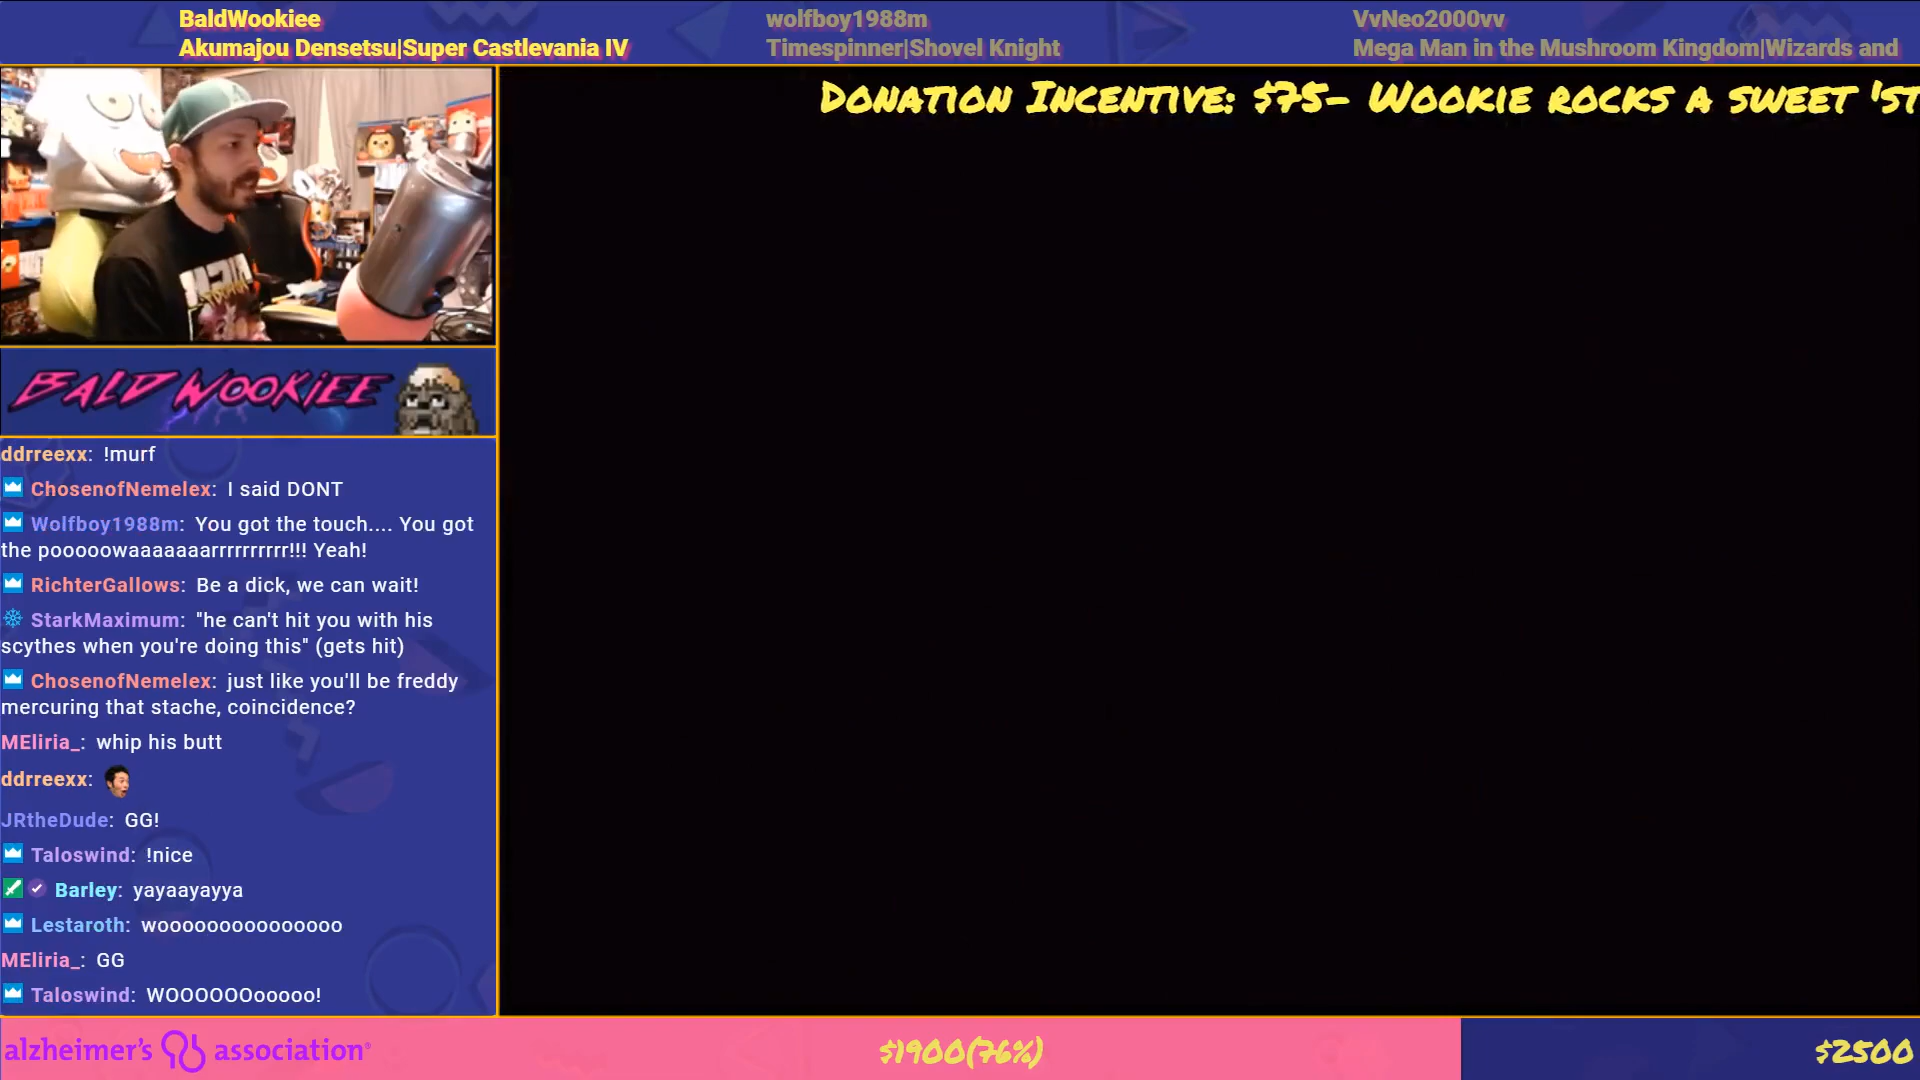 BaldWookiee
Akumajou Densetsu|Super Castlevania IV
wolfboy1988m
Timespinner|Shovel Knight
VvNeo2000vv
Mega Man in the Mushroom Kingdom|Wizards and
Donation Incentive: $75- Wookie rocks a sweet 'st
BALD WOOKIEE
ddrreexx: !murf
ChosenofNemelex: I said DONT
Wolfboy1988m: You got the touch.... You got
the pooooowaaaaaaarrrrrrrrrr!!! Yeah!
RichterGallows: Be a dick, we can wait!
StarkMaximum: "he can't hit you with his
scythes when you're doing this" (gets hit)
ChosenofNemelex: just like you'll be freddy
mercuring that stache, coincidence?
MEliria_: whip his butt
ddrreexx:
JRtheDude: GG!
Taloswind: !nice
Barley: yayaayayya
Lestaroth: wooooooooooooooo
MEliria_: GG
Taloswind: WOOOOOOooooo!
alzheimer's association®
$1900(76%)
$2500